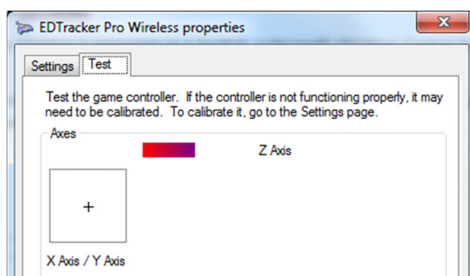 EDTracker Pro Wireless properties
Settings Test
Test the game controller. If the controller is not functioning properly, it may
need to be calibrated. To calibrate it, go to the Settings page.
Axes
Z Axis
X Axis / Y Axis